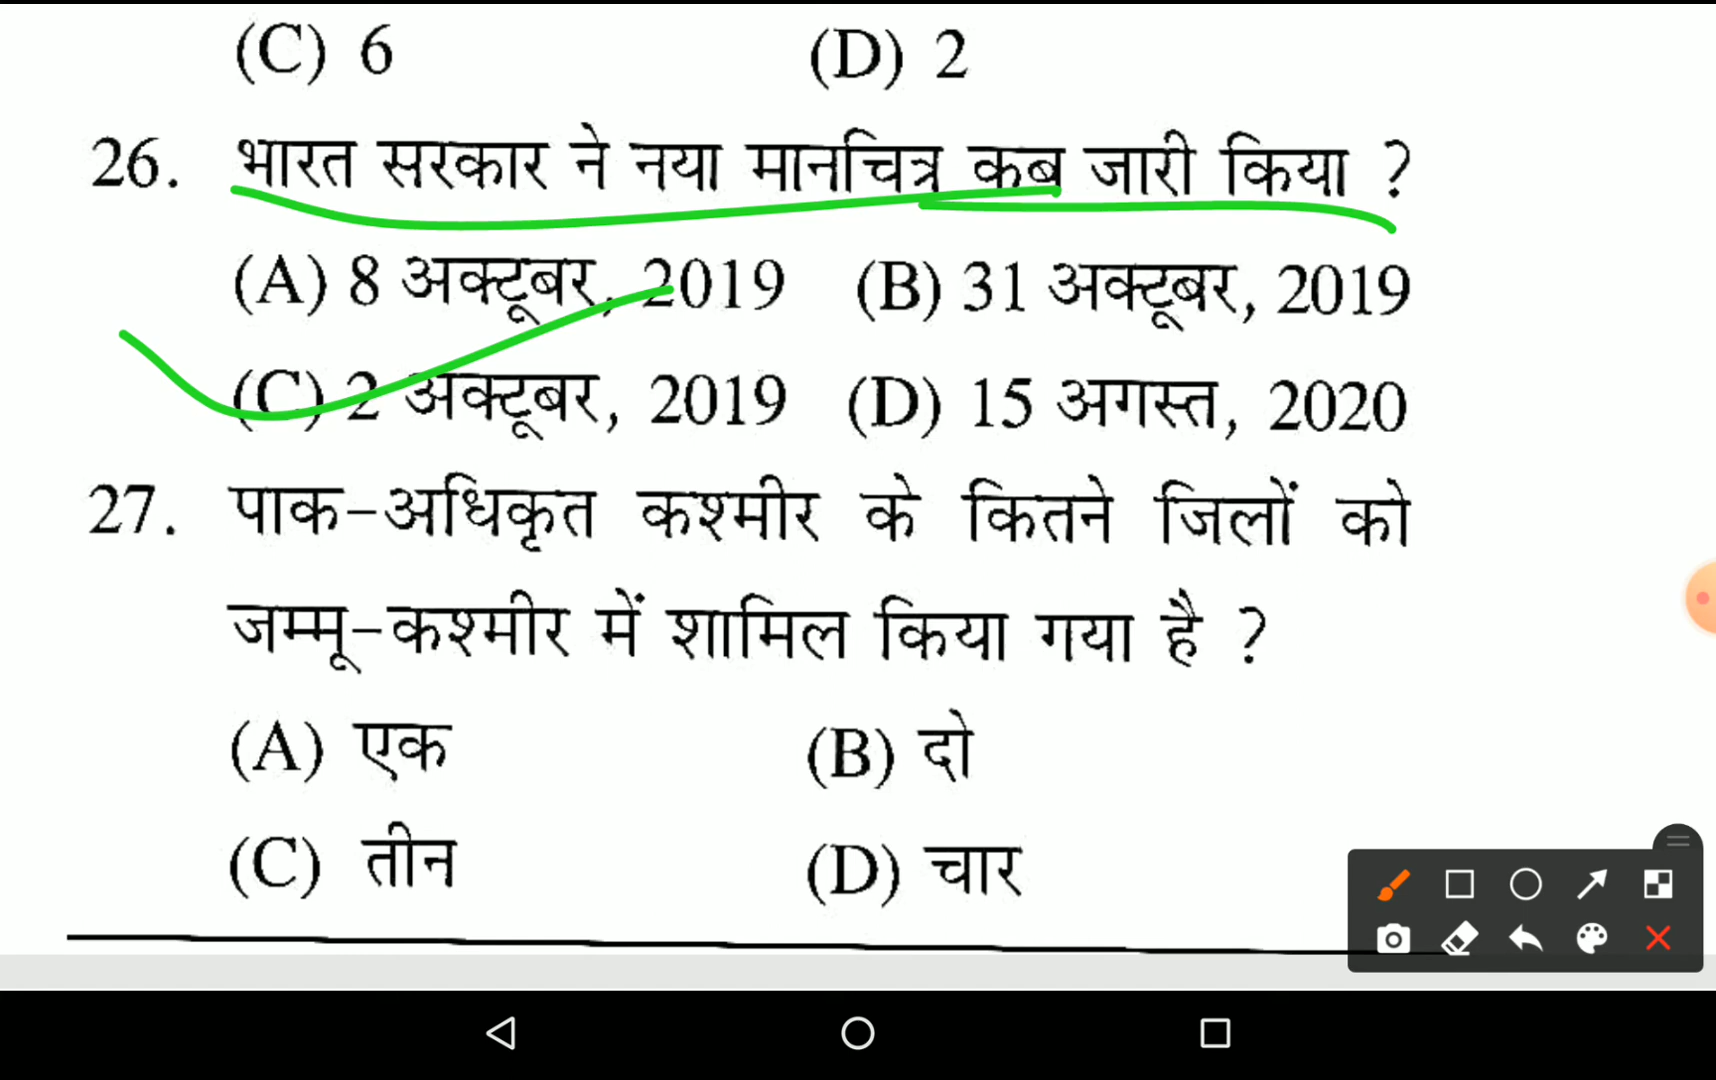 (C) 6 (D) 2
26. भारत सरकार ने नया मानचित्र कब जारी किया ?
(A) 8 अक्टूबर, 2019 (B) 31 अक्टूबर, 2019
(C) 2 अक्टूबर, 2019 (D) 15 अगस्त, 2020
27. पाक-अधिकृत कश्मीर के कितने जिलों को
जम्मू-कश्मीर में शामिल किया गया है ?
(A) एक (B) दो
(C) तीन (D) चार